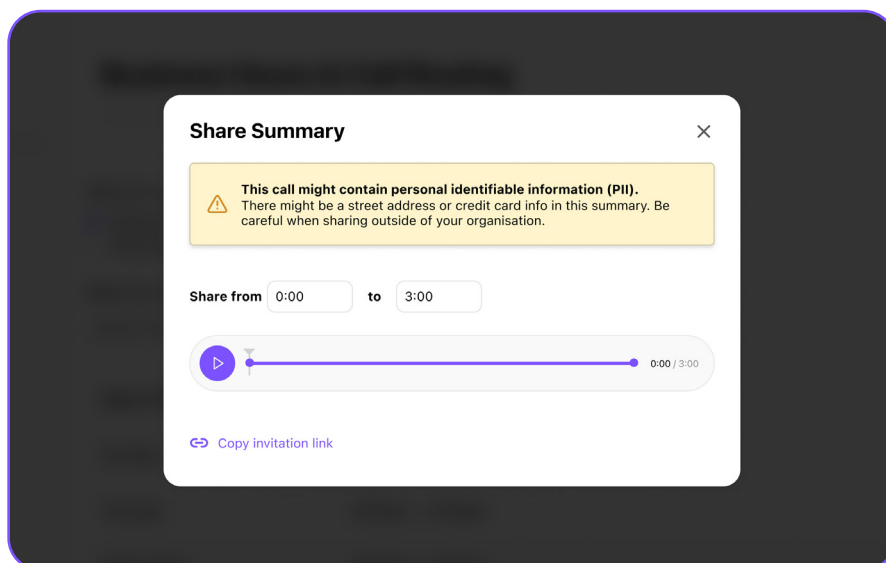 Share Summary
This call might contain personal identifiable information (PII).
There might be a street address or credit card info in this summary. Be
careful when sharing outside of your organisation.
Share from 0:00 to 3:00
0:00 / 3:00
Copy invitation link